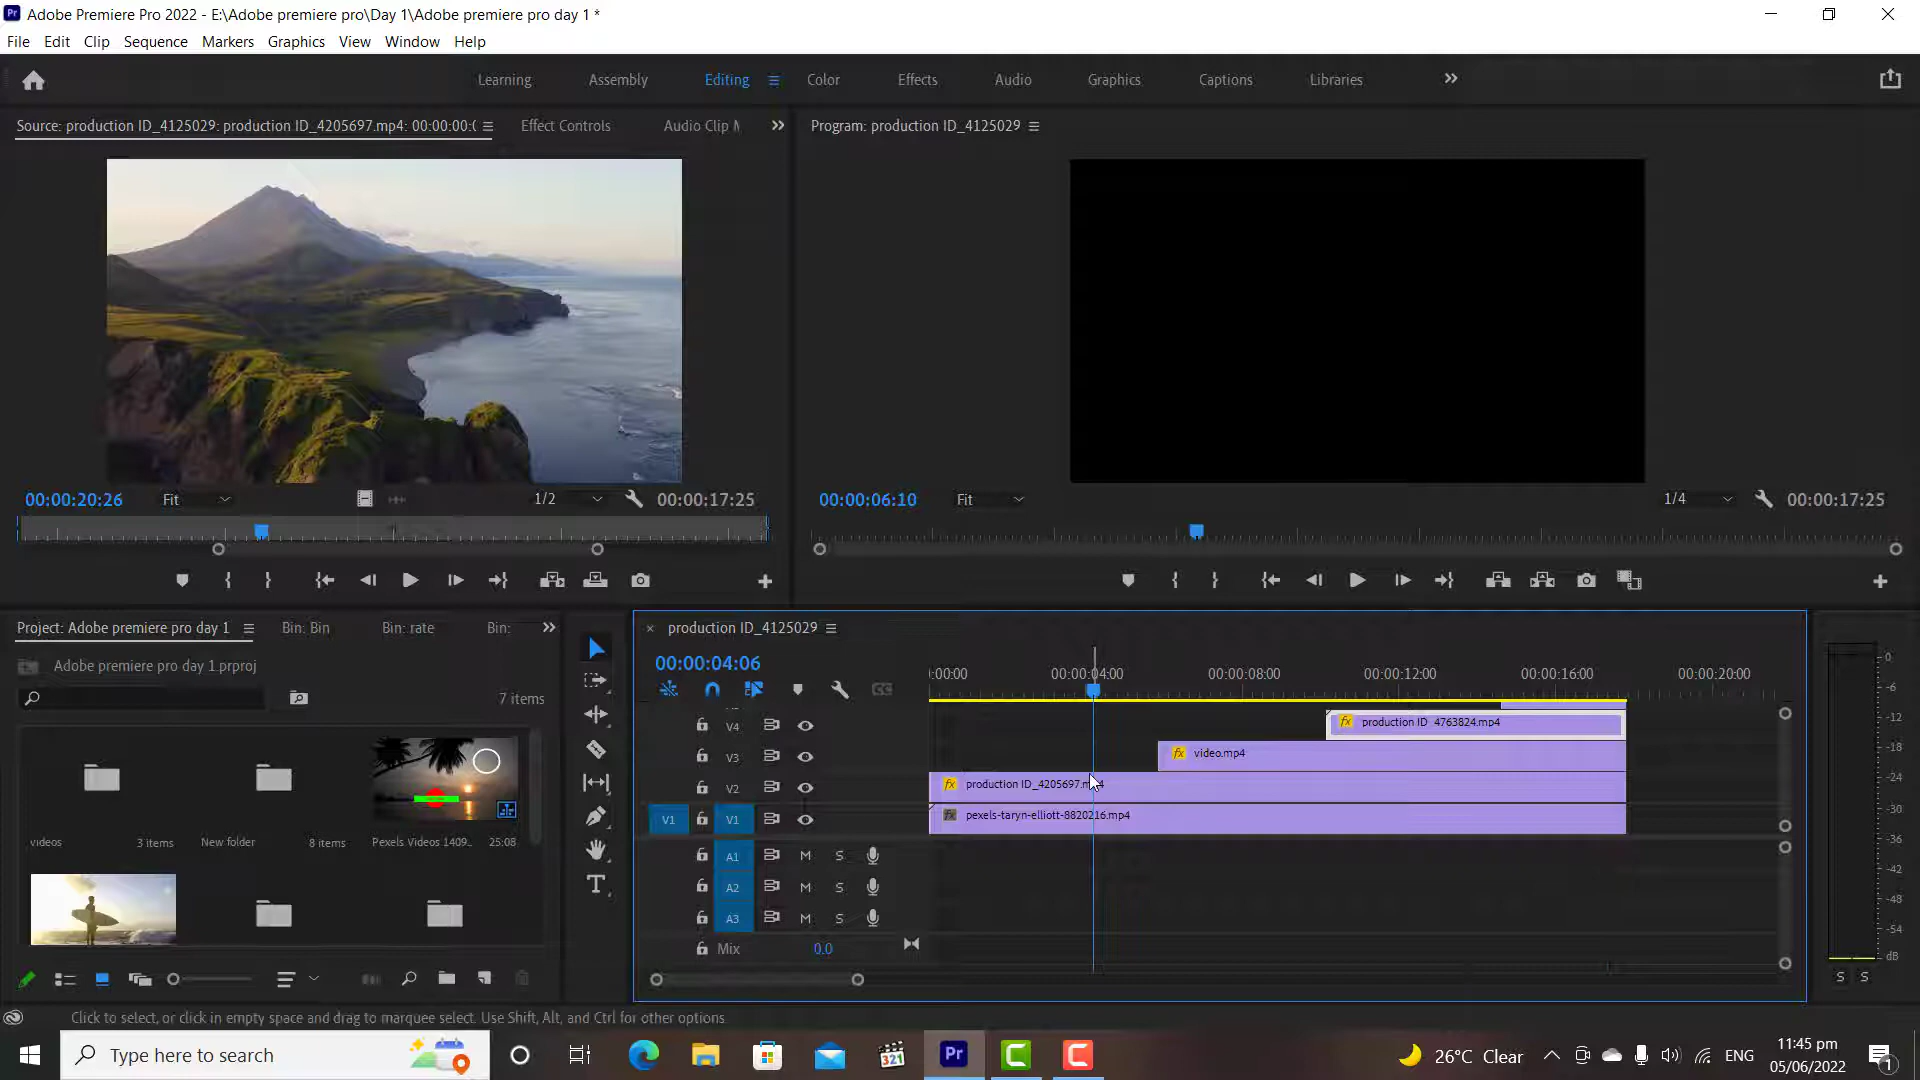 Adobe Premiere Pro 2022 - E:\Adobe premiere pro\Day 1\Adobe premiere pro day 1 *
File Edit Clip Sequence Markers Graphics View Window Help
Learning Assembly Editing Color Effects Audio Graphics Captions Libraries
Source: production ID_4125029: production ID_4205697.mp4: 00:00:00:0 Effect Controls Audio Clip M
Program: production ID_4125029
00:00:20:26 Fit 1/2 00:00:17:25
00:00:06:10 Fit 1/4 00:00:17:25
Project: Adobe premiere pro day 1 Bin: Bin Bin: rate Bin:
Adobe premiere pro day 1.prproj
7 items
videos 3 items New folder 8 items Pexels Videos 1409... 25:08
production ID_4125029
00:00:04:06
:00:00 00:00:04:00 00:00:08:00 00:00:12:00 00:00:16:00 00:00:20:00
V4 production ID_4763824.mp4
V3 video.mp4
V2 production ID_4205697.mp4
V1 V1 pexels-taryn-elliott-8820216.mp4
A1 M S
A2 M S
A3 M S
Mix 0.0
0
-6
-12
-18
-24
-30
-36
-42
-48
-54
dB
S S
Click to select, or click in empty space and drag to marquee select. Use Shift, Alt, and Ctrl for other options.
Type here to search
321
Pr
26°C Clear
ENG
11:45 pm
05/06/2022
1